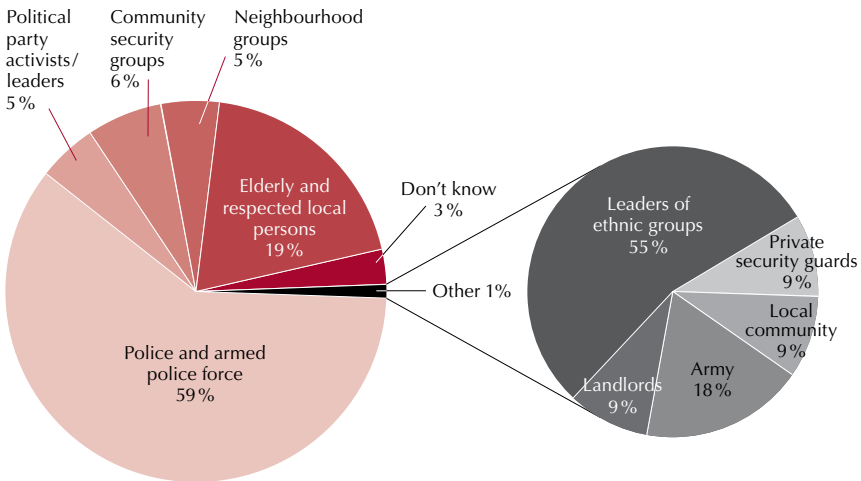 Political
party
activists/
leaders
5 %
Community
security
groups
6 %
Neighbourhood
groups
5 %
Elderly and
respected local
persons
19 %
Don’t know
3 %
Other 1%
Police and armed
police force
59 %
Leaders of
ethnic groups
55 %
Private
security guards
9 %
Local
community
9 %
Army
18 %
Landlords
9 %